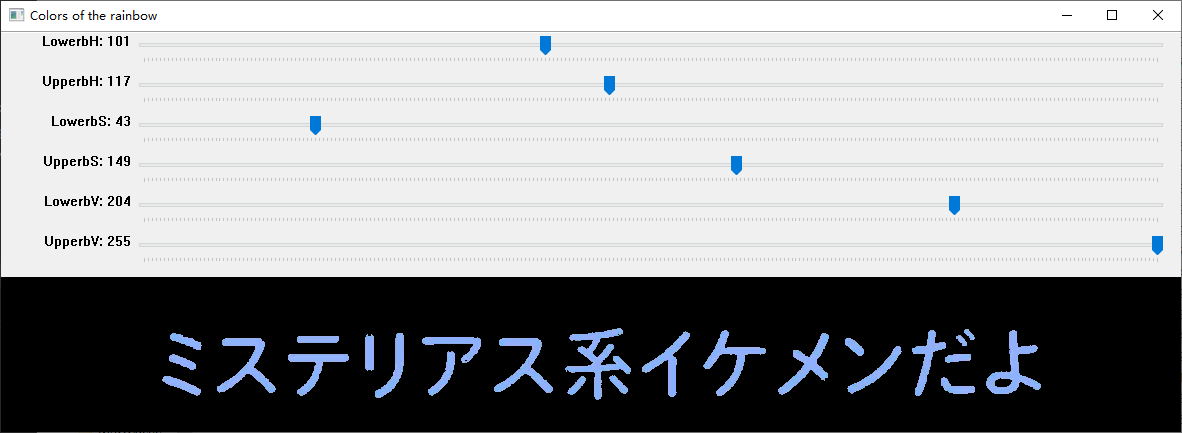 Colors of the rainbow
LowerbH: 101
UpperbH: 117
LowerbS: 43
UpperbS: 149
LowerbV: 204
UpperbV: 255
ミステリアス系イケメンだよ